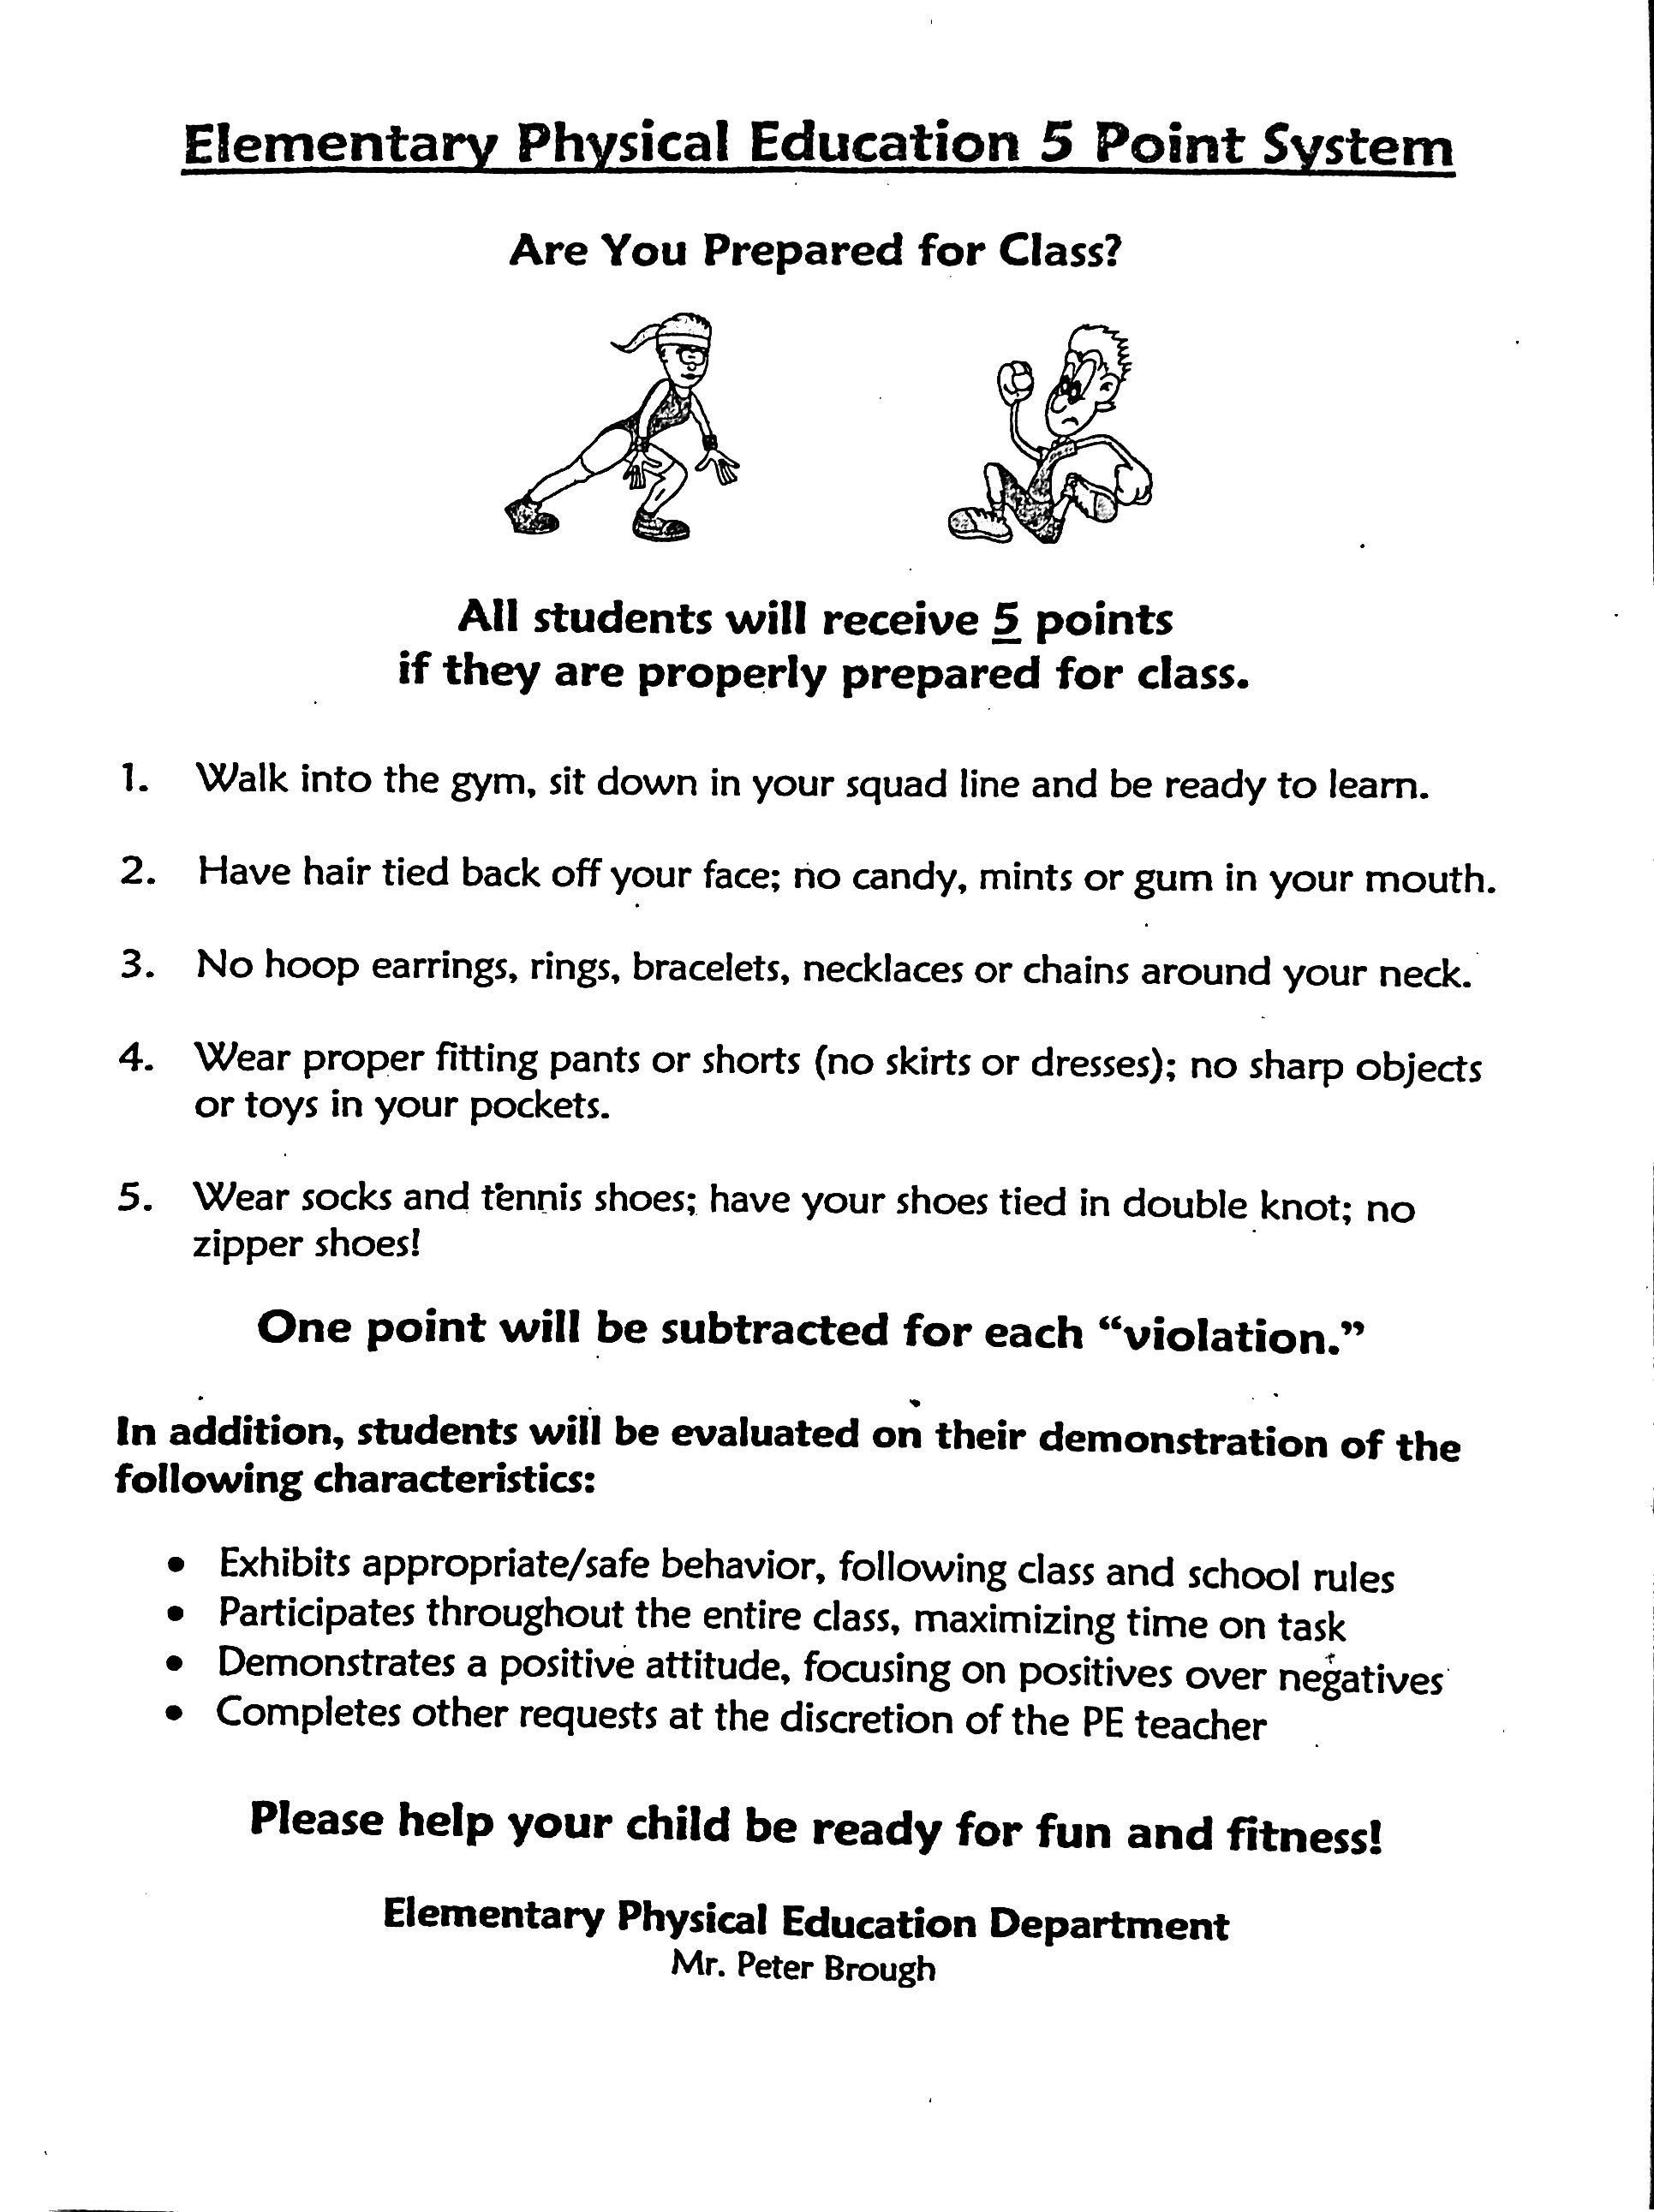 Elementary Physical Education 5 Point System
Are You Prepared for Class?
All students will receive 5 points
if they are properly prepared for class.
1. Walk into the gym, sit down in your squad line and be ready to learn.
2. Have hair tied back off your face; no candy, mints or gum in your mouth.
3. No hoop earrings, rings, bracelets, necklaces or chains around your neck.
4. Wear proper fitting pants or shorts (no skirts or dresses); no sharp objects
or toys in your pockets.
5. Wear socks and tennis shoes; have your shoes tied in double knot; no
zipper shoes!
One point will be subtracted for each “violation.”
In addition, students will be evaluated on their demonstration of the
following characteristics:
• Exhibits appropriate/safe behavior, following class and school rules
• Participates throughout the entire class, maximizing time on task
• Demonstrates a positive attitude, focusing on positives over negatives
• Completes other requests at the discretion of the PE teacher
Please help your child be ready for fun and fitness!
Elementary Physical Education Department
Mr. Peter Brough